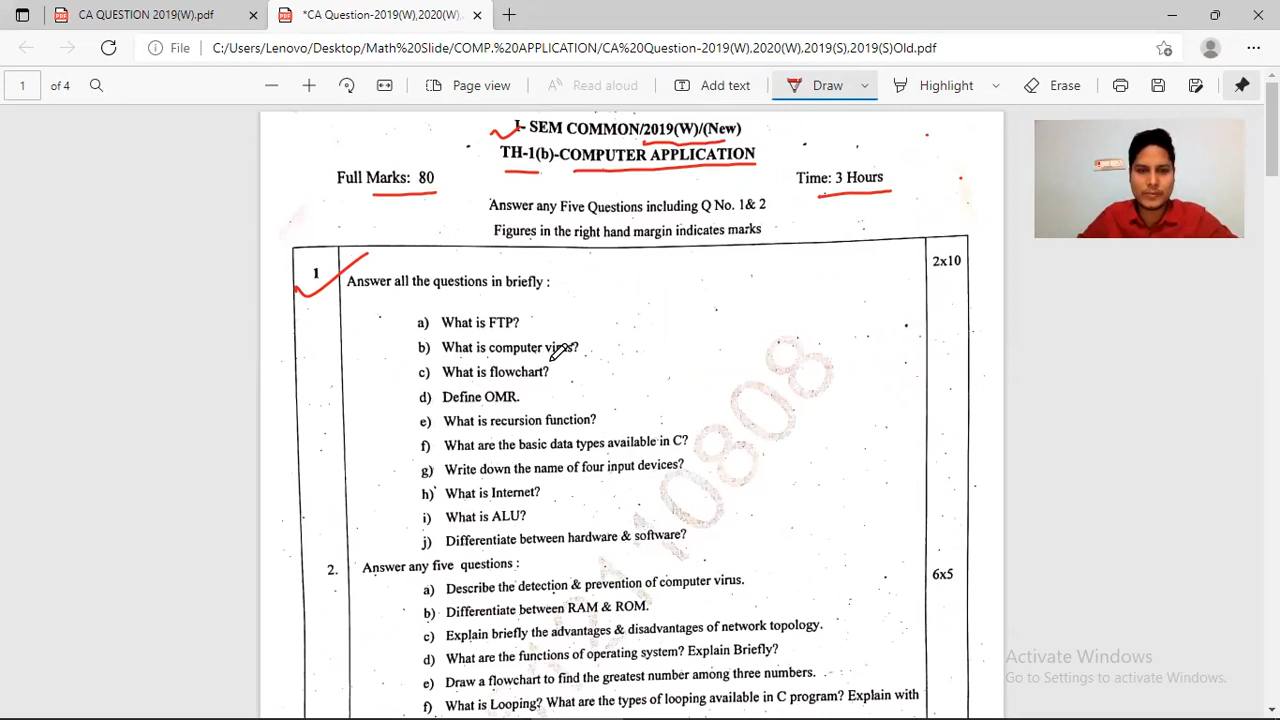 CA QUESTION 2019(W).pdf
*CA Question-2019(W),2020(W),
File
C:/Users/Lenovo/Desktop/Math%20Slide/COMP.%20APPLICATION/CA%20Question-2019(W),2020(W),2019(S),2019(S)Old.pdf
1 of 4
Page view
Read aloud
Add text
Draw
Highlight
Erase
I- SEM COMMON/2019(W)/(New)
TH-1(b)-COMPUTER APPLICATION
Full Marks: 80
Time: 3 Hours
Answer any Five Questions including Q No. 1& 2
Figures in the right hand margin indicates marks
1 Answer all the questions in briefly : 2x10
a) What is FTP?
b) What is computer virus?
c) What is flowchart?
d) Define OMR.
e) What is recursion function?
f) What are the basic data types available in C?
g) Write down the name of four input devices?
h) What is Internet?
i) What is ALU?
j) Differentiate between hardware & software?
2. Answer any five questions : 6x5
a) Describe the detection & prevention of computer virus.
b) Differentiate between RAM & ROM.
c) Explain briefly the advantages & disadvantages of network topology.
d) What are the functions of operating system? Explain Briefly?
e) Draw a flowchart to find the greatest number among three numbers.
f) What is Looping? What are the types of looping available in C program? Explain with
10808
Activate Windows
Go to Settings to activate Windows.